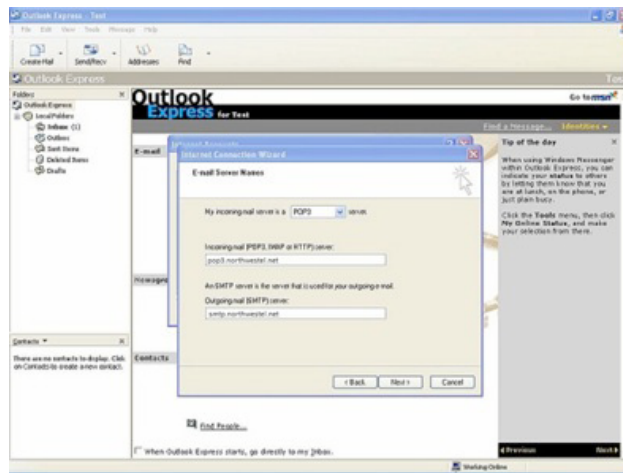 Outlook Express - Test
File Edit View Tools Message Help
Create Mail Send/Recv Addresses Find
Outlook Express
Folders
Outlook Express
Local Folders
Inbox (1)
Outbox
Sent Items
Deleted Items
Drafts
Contacts
There are no contacts to display. Click
on Contacts to create a new contact.
Outlook
Express for Test
Go to msn
Find a Message... Identities
E-mail
Newsgro
Contacts
Find People...
When Outlook Express starts, go directly to my Inbox.
Internet Accounts
Internet Connection Wizard
E-mail Server Names
My incoming mail server is a POP3 server.
Incoming mail (POP3, IMAP or HTTP) server:
pop3.northwestel.net
An SMTP server is the server that is used for your outgoing e-mail.
Outgoing mail (SMTP) server:
smtp.northwestel.net
< Back Next > Cancel
Tip of the day
When using Windows Messenger
within Outlook Express, you can
indicate your status to others
by letting them know that you
are at lunch, on the phone, or
just plain busy.
Click the Tools menu, then click
My Online Status, and make
your selection from there.
Previous Next
Working Online